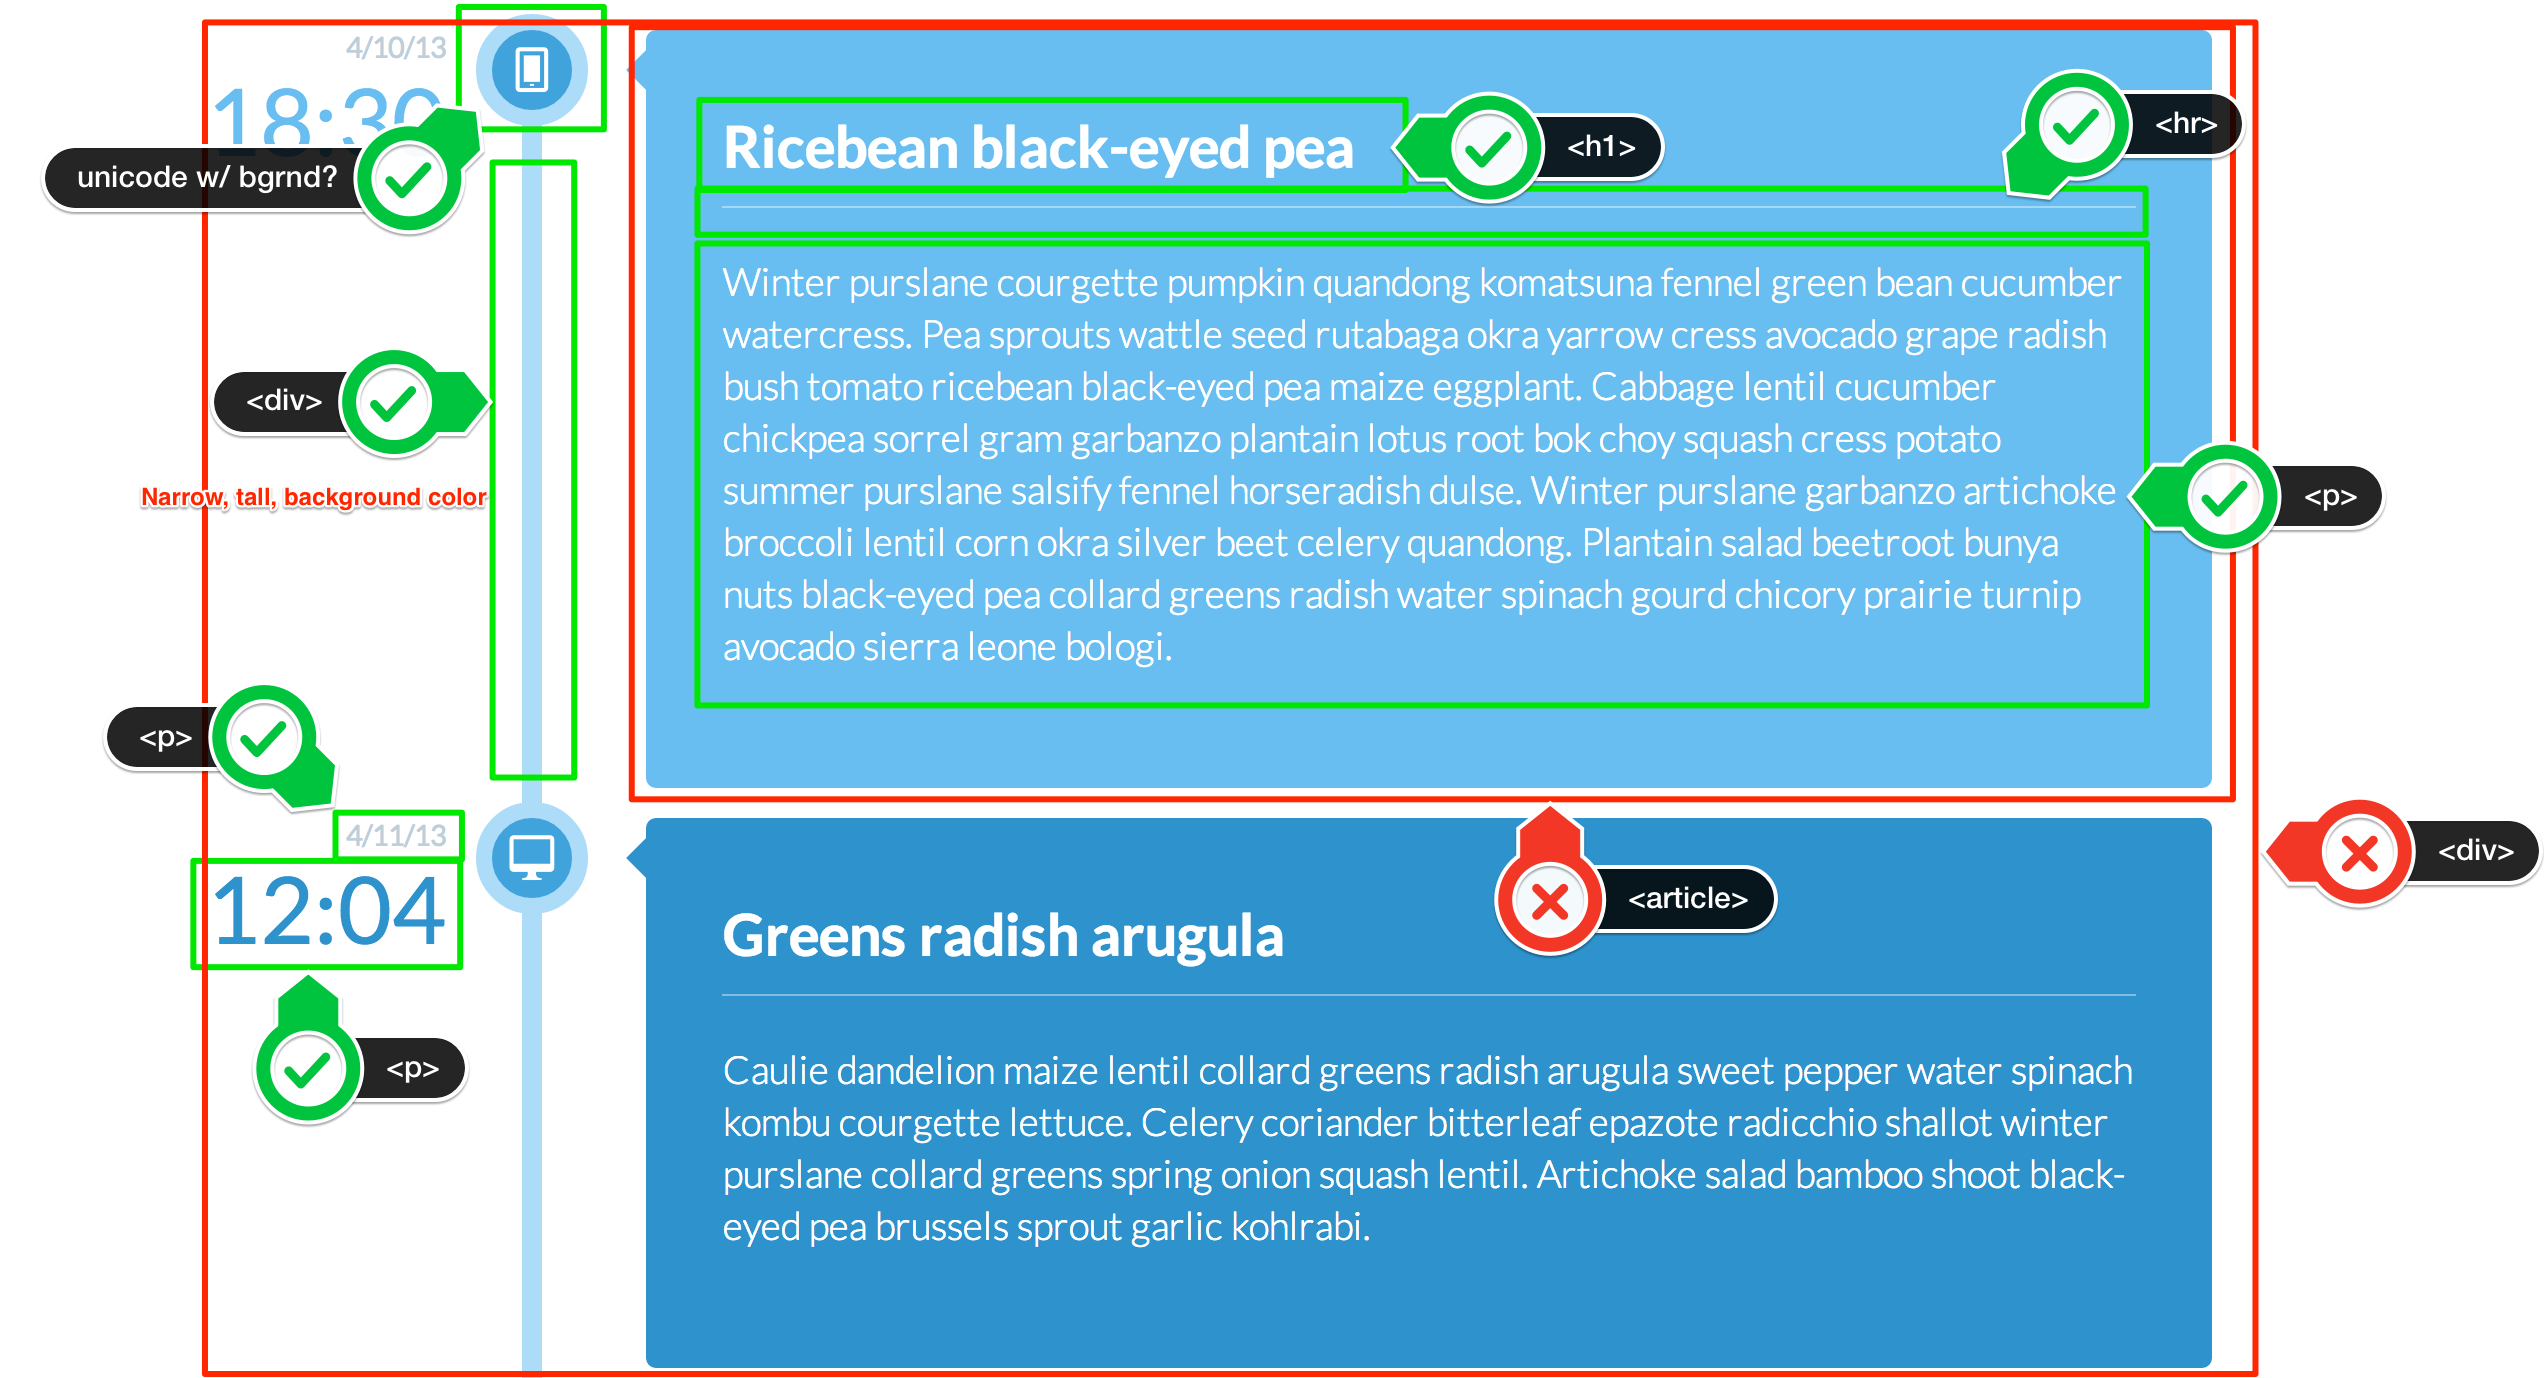 4/10/13
18:30
unicode w/ bgrnd?
Ricebean black-eyed pea
<h1>
<hr>
Winter purslane courgette pumpkin quandong komatsuna fennel green bean cucumber
watercress. Pea sprouts wattle seed rutabaga okra yarrow cress avocado grape radish
bush tomato ricebean black-eyed pea maize eggplant. Cabbage lentil cucumber
chickpea sorrel gram garbanzo plantain lotus root bok choy squash cress potato
summer purslane salsify fennel horseradish dulse. Winter purslane garbanzo artichoke
broccoli lentil corn okra silver beet celery quandong. Plantain salad beetroot bunya
nuts black-eyed pea collard greens radish water spinach gourd chicory prairie turnip
avocado sierra leone bologi.
<div>
Narrow, tall, background color
<p>
<p>
4/11/13
12:04
<p>
<article>
<div>
Greens radish arugula
Caulie dandelion maize lentil collard greens radish arugula sweet pepper water spinach
kombu courgette lettuce. Celery coriander bitterleaf epazote radicchio shallot winter
purslane collard greens spring onion squash lentil. Artichoke salad bamboo shoot black-
eyed pea brussels sprout garlic kohlrabi.